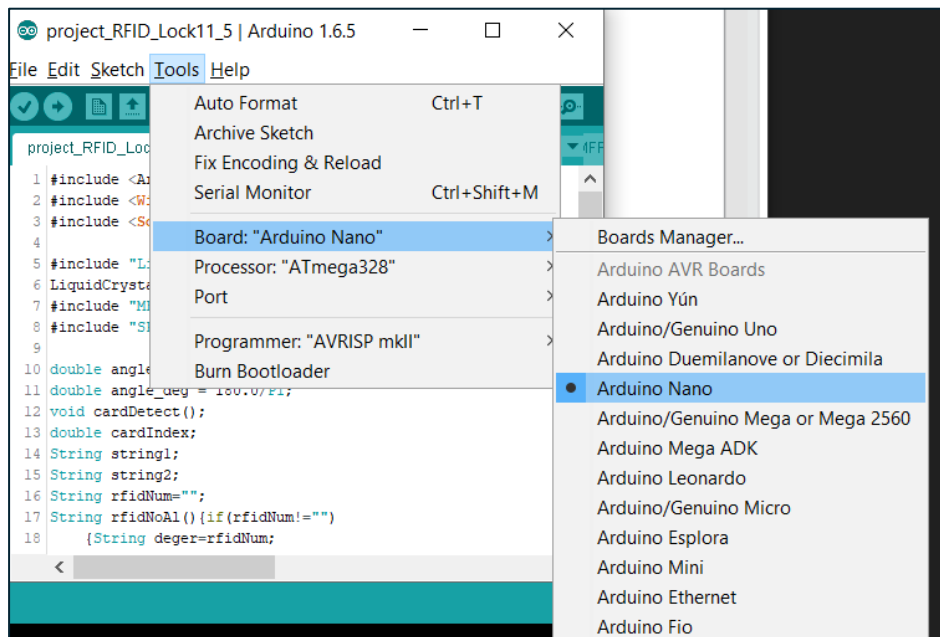 project_RFID_Lock11_5 | Arduino 1.6.5
File Edit Sketch Tools Help
project_RFID_Loc
Auto Format Ctrl+T
Archive Sketch
Fix Encoding & Reload
Serial Monitor Ctrl+Shift+M
Board: "Arduino Nano"
Processor: "ATmega328"
Port
Programmer: "AVRISP mkII"
Burn Bootloader
Boards Manager...
Arduino AVR Boards
Arduino Yún
Arduino/Genuino Uno
Arduino Duemilanove or Diecimila
Arduino Nano
Arduino/Genuino Mega or Mega 2560
Arduino Mega ADK
Arduino Leonardo
Arduino/Genuino Micro
Arduino Esplora
Arduino Mini
Arduino Ethernet
Arduino Fio
1 #include <A
2 #include <Wi
3 #include <So
4
5 #include "Li
6 LiquidCrysta
7 #include "M
8 #include "S
9
10 double angle
11 double angle_deg = 180.0/PI;
12 void cardDetect();
13 double cardIndex;
14 String string1;
15 String string2;
16 String rfidNum="";
17 String rfidNoAl(){if(rfidNum!="")
18 {String deger=rfidNum;